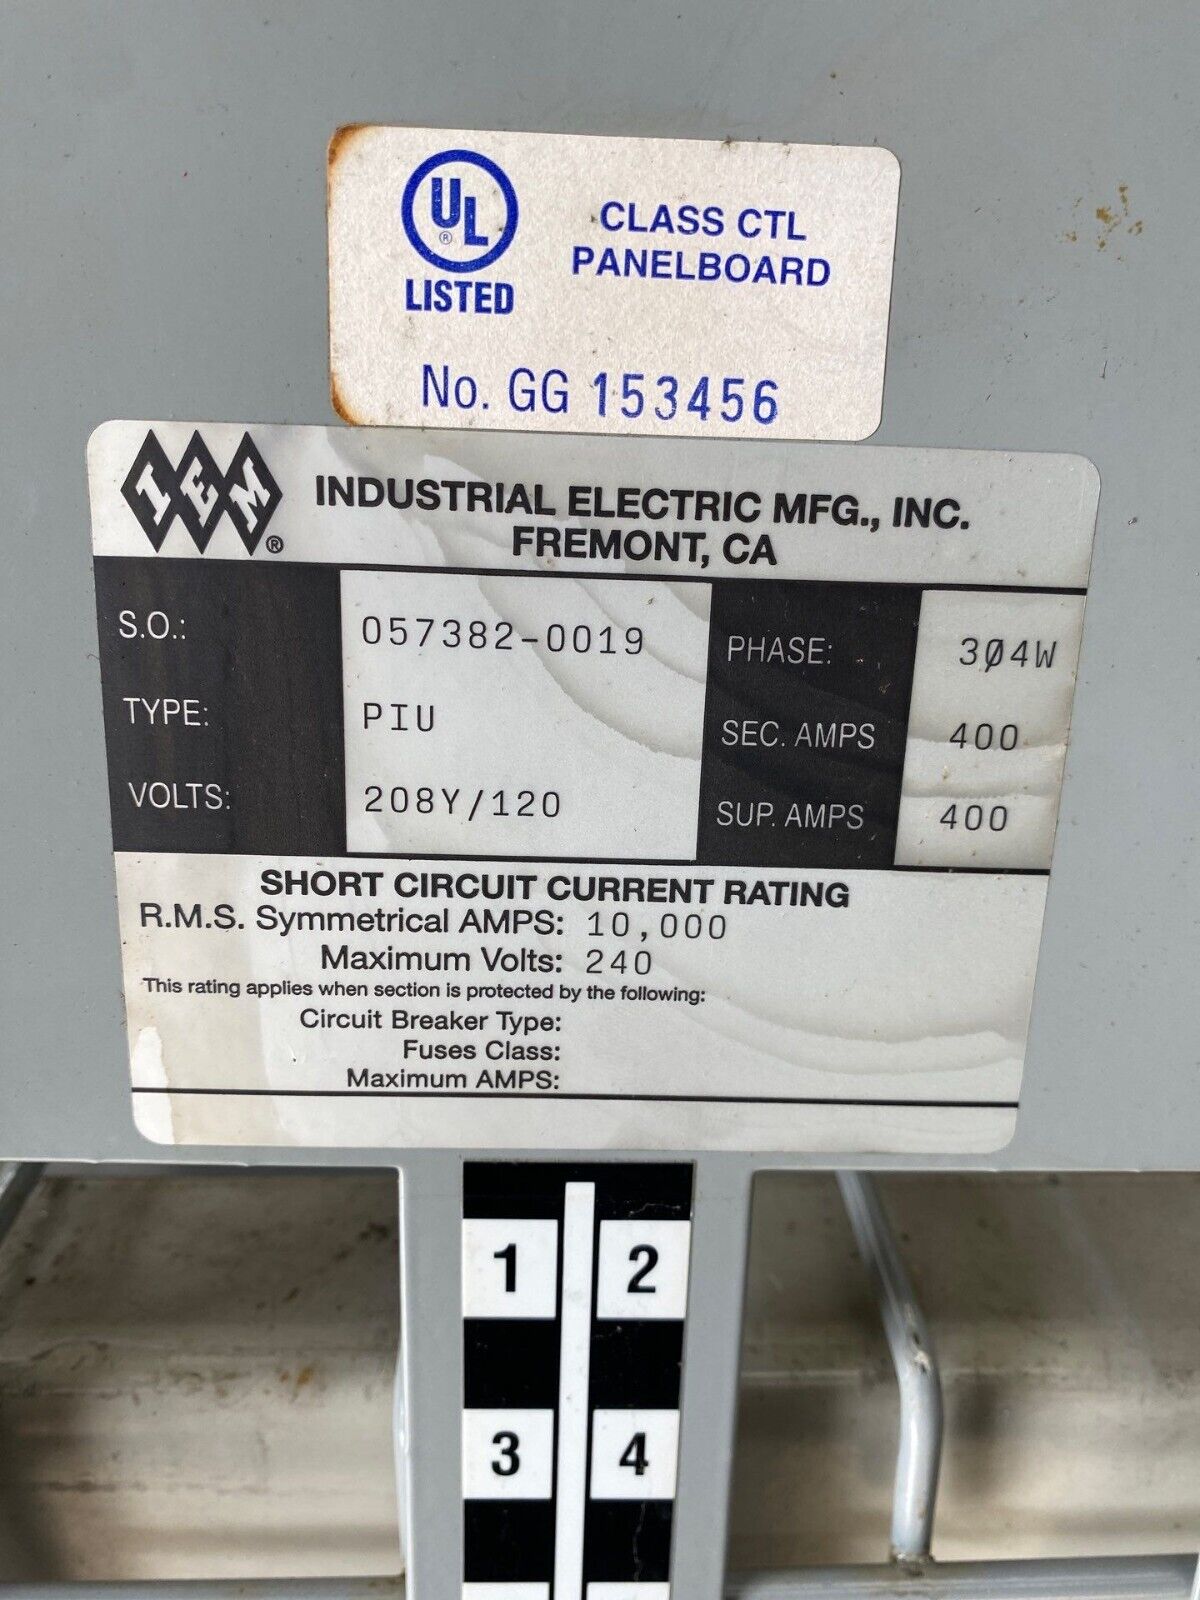 UL
®
LISTED
CLASS CTL
PANELBOARD
No. GG 153456
IEM®
INDUSTRIAL ELECTRIC MFG., INC.
FREMONT, CA
S.O.: 057382-0019 PHASE: 3Ø4W
TYPE: PIU SEC. AMPS 400
VOLTS: 208Y/120 SUP. AMPS 400
SHORT CIRCUIT CURRENT RATING
R.M.S. Symmetrical AMPS: 10,000
Maximum Volts: 240
This rating applies when section is protected by the following:
Circuit Breaker Type:
Fuses Class:
Maximum AMPS:
1 2
3 4